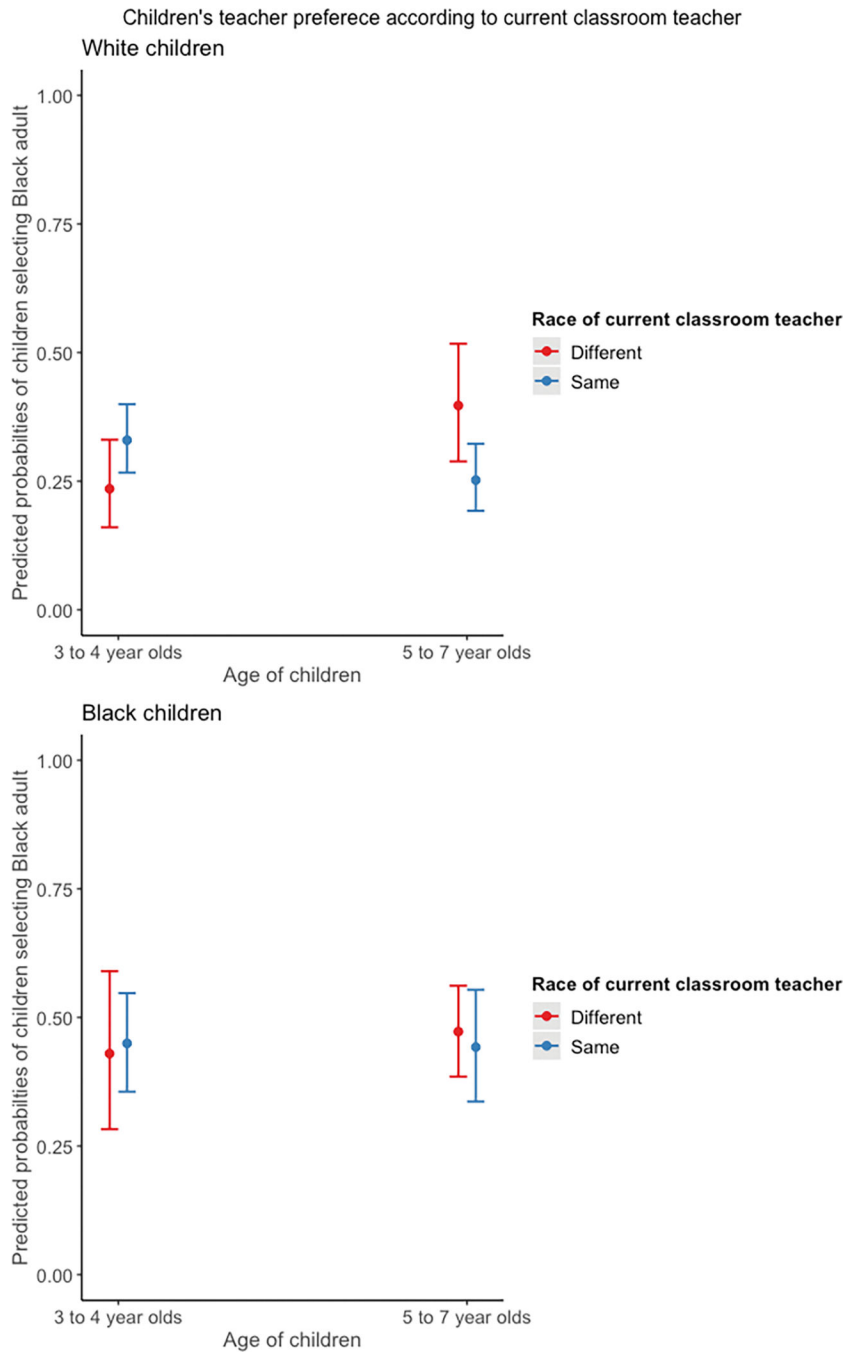 Children's teacher preferece according to current classroom teacher
White children
Predicted probabilties of children selecting Black adult
1.00
0.75
0.50
0.25
0.00
3 to 4 year olds
5 to 7 year olds
Age of children
Race of current classroom teacher
Different
Same
Black children
Predicted probabilties of children selecting Black adult
1.00
0.75
0.50
0.25
0.00
3 to 4 year olds
5 to 7 year olds
Age of children
Race of current classroom teacher
Different
Same